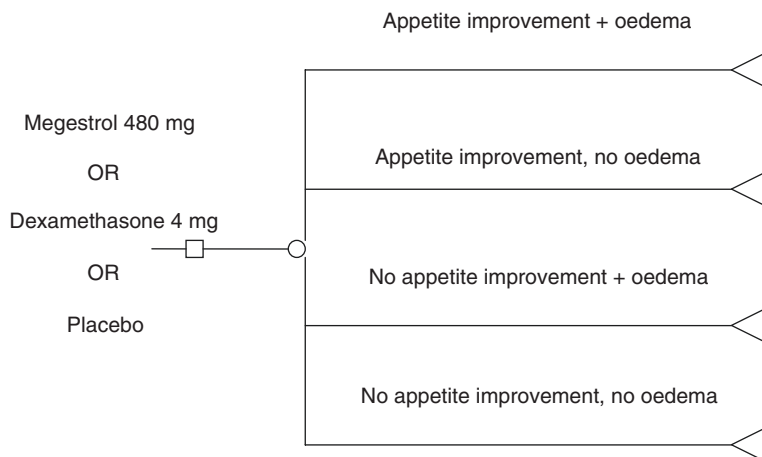 Appetite improvement + oedema
Megestrol 480 mg
OR
Dexamethasone 4 mg
OR
Placebo
Appetite improvement, no oedema
No appetite improvement + oedema
No appetite improvement, no oedema